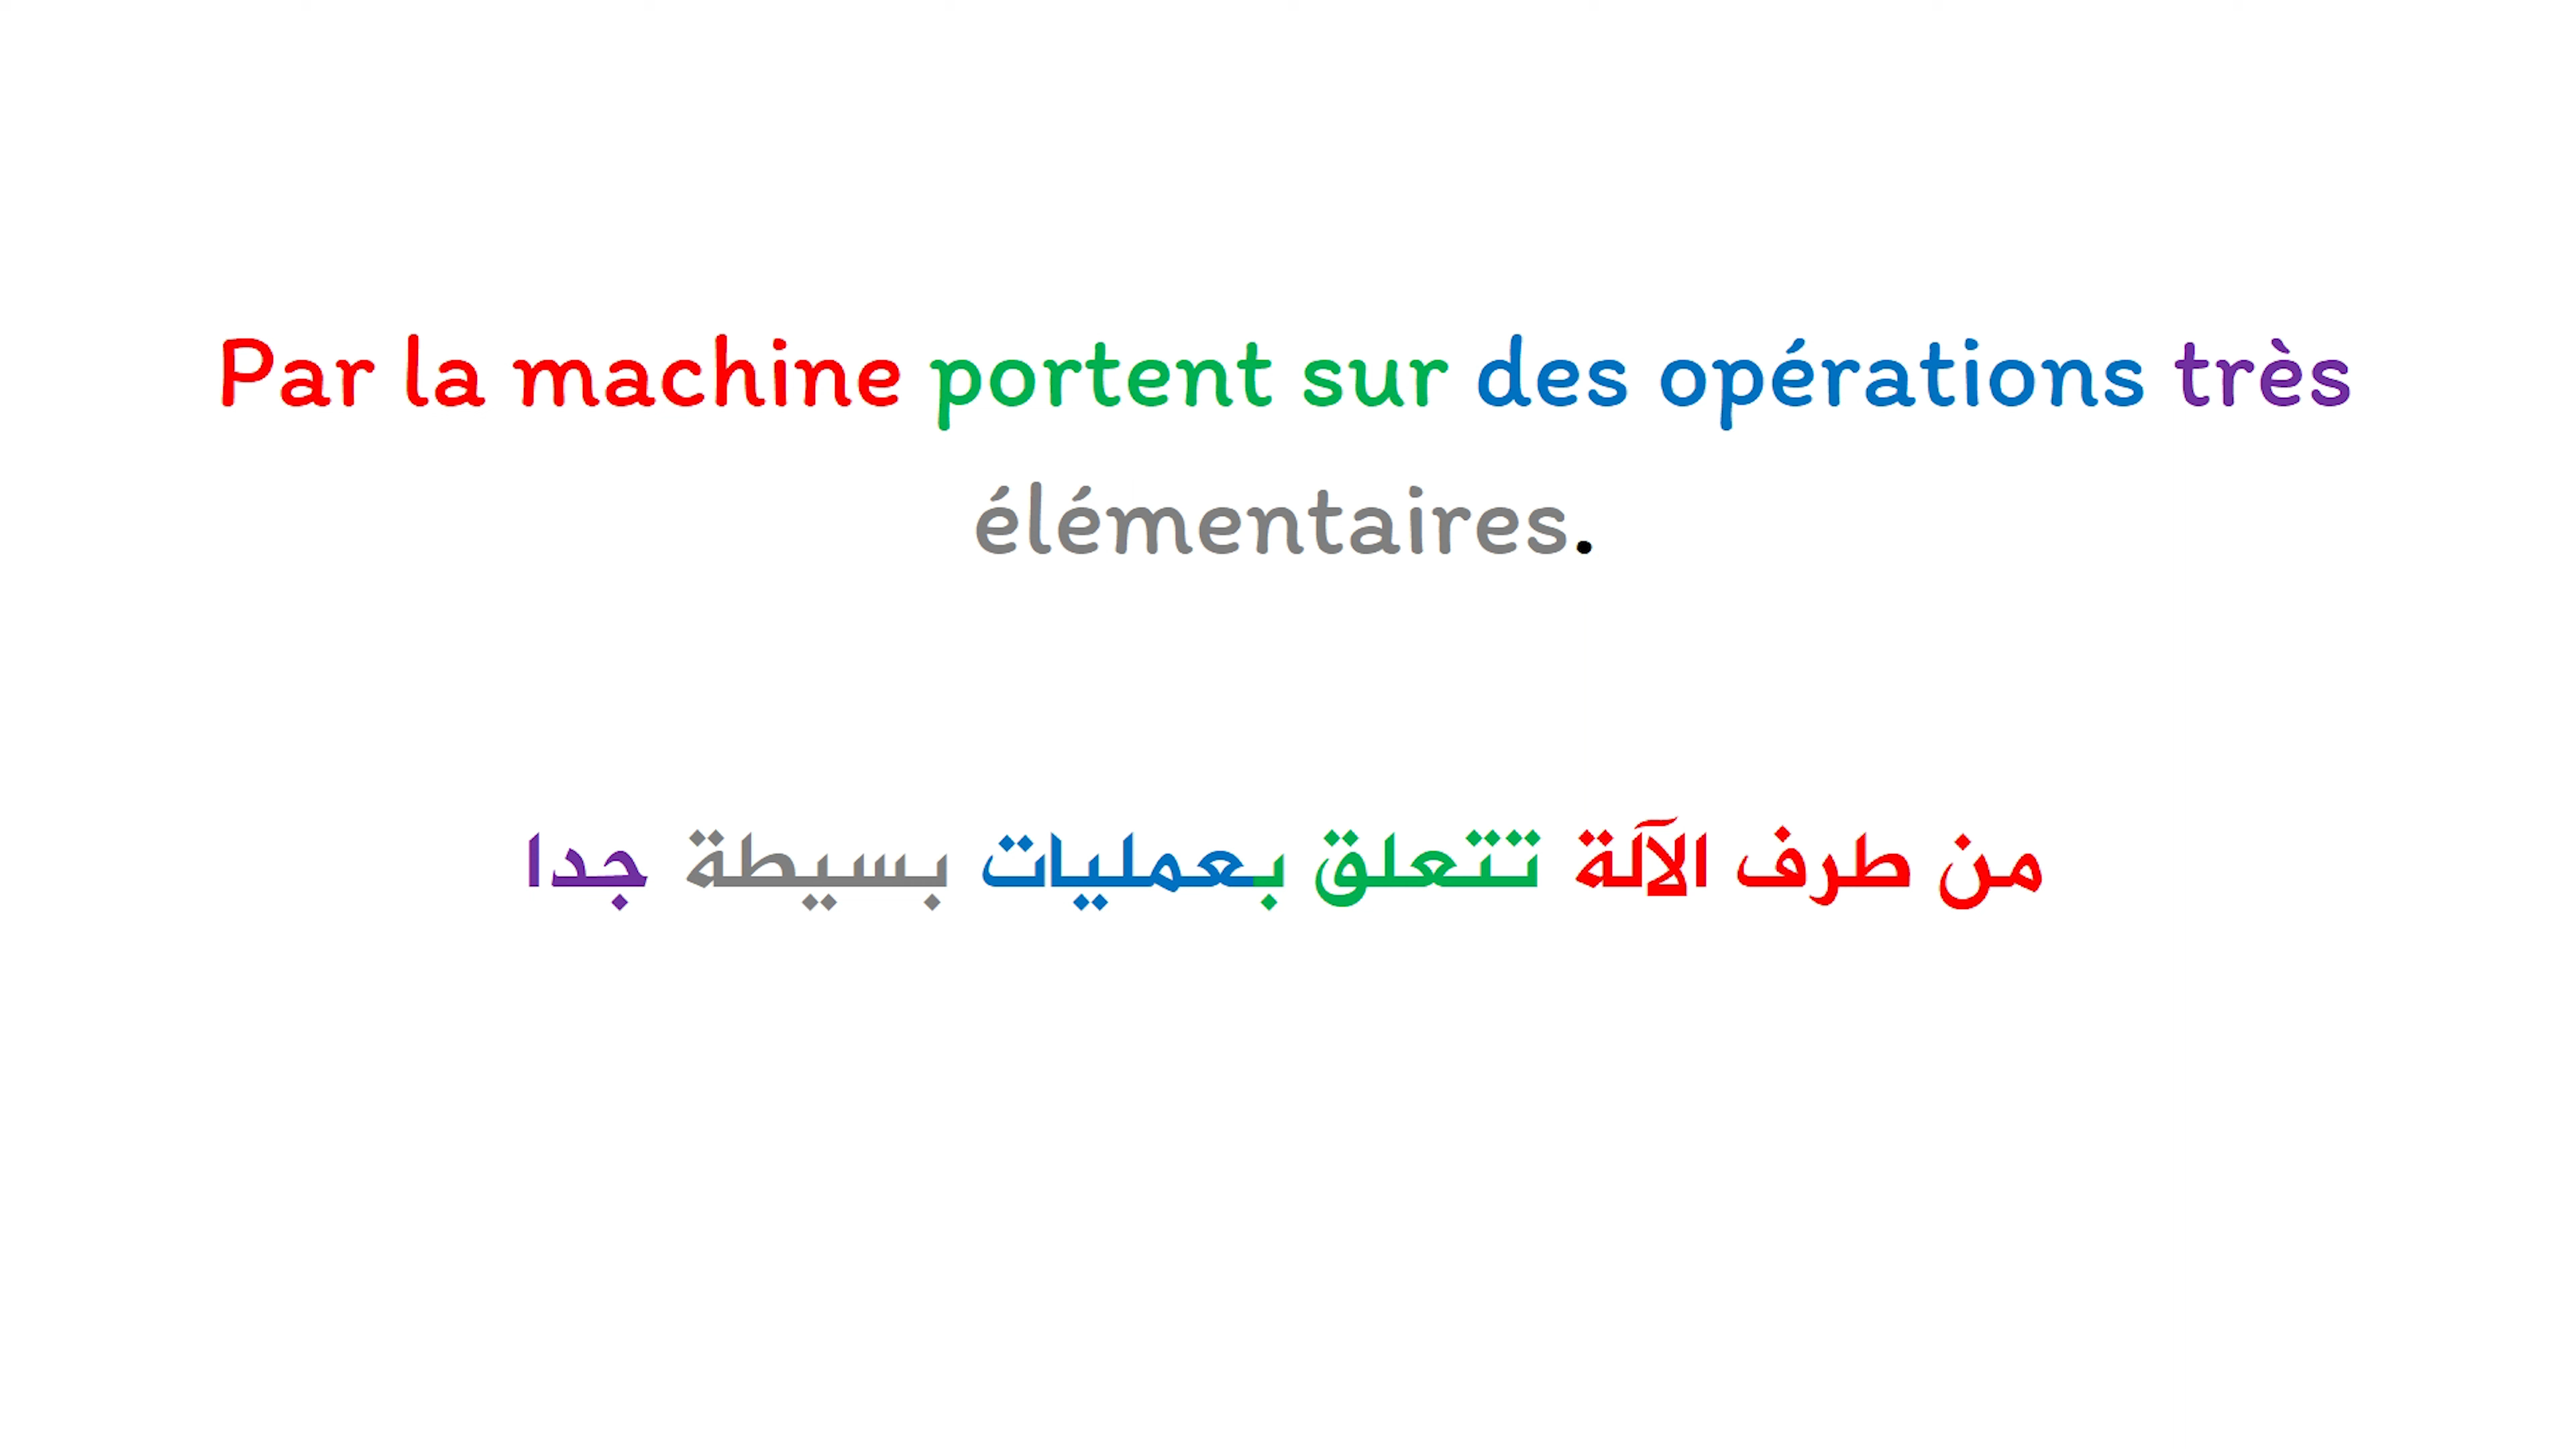 Par la machine portent sur des opérations très
élémentaires.
من طرف الآلة تتعلق بعمليات بسيطة جدا